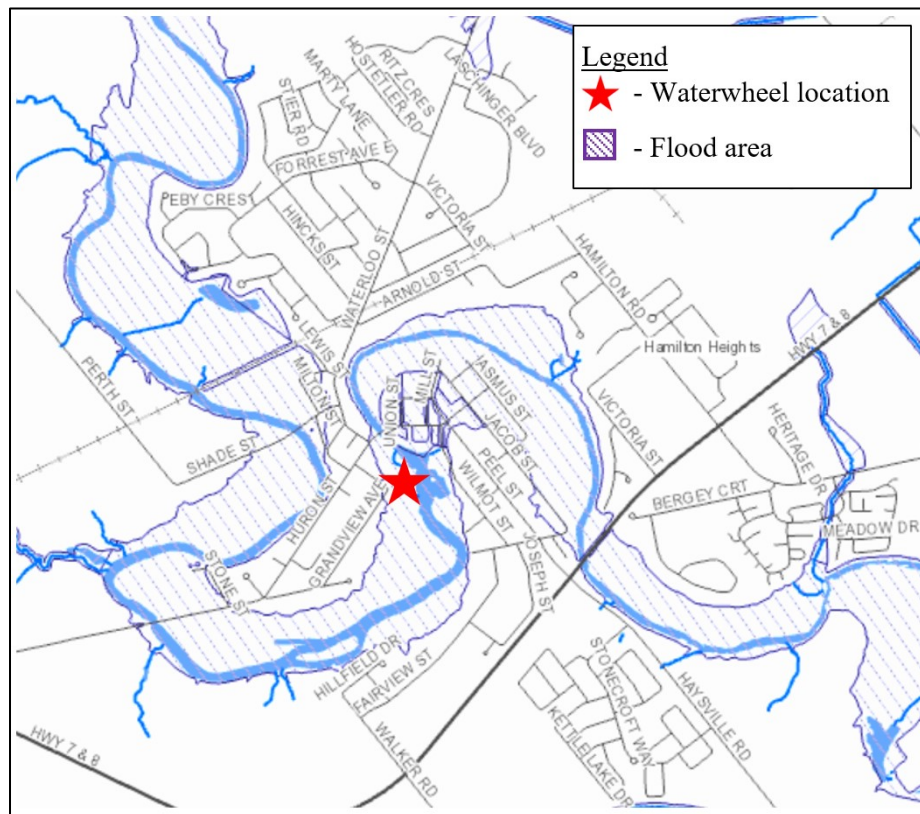 Legend
- Waterwheel location
- Flood area
RITZ CRES
HOSTETLER RD
MARTY LANE
STIER RD
LASCHINGER BLVD
FORREST AVE E
PEBY CRES
HINCKS ST
VICTORIA ST
WATERLOO ST
ARNOLD ST
HAMILTON RD
Hamilton Heights
HWY 7 & 8
LEWIS ST
MILTON ST
PERTH ST
SHADE ST
UNION ST
MILL ST
JASMUS ST
JACOB ST
PEEL ST
WILMOT ST
VICTORIA ST
HERITAGE DR
BERGEY CRT
MEADOW DR
HURON ST
GRANDVIEW AVE
STONE ST
JOSEPH ST
HILLFIELD DR
FAIRVIEW ST
WALKER RD
STONECROFT WAY
KETTLE LAKE DR
HAYSVILLE RD
HWY 7 & 8